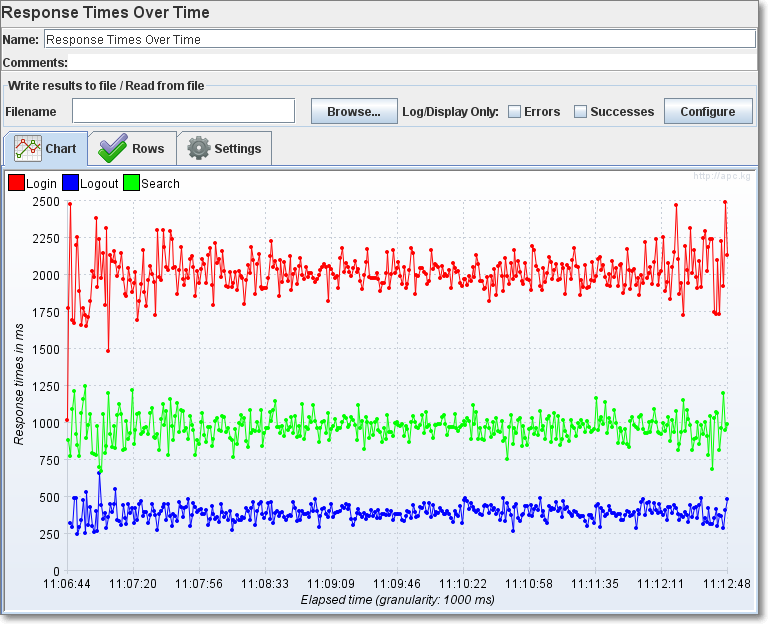 Response Times Over Time
Name: Response Times Over Time
Comments:
Write results to file / Read from file
Filename Browse... Log/Display Only: Errors Successes Configure
Chart Rows Settings
http://apc.kg
Login Logout Search
2500
2250
2000
1750
1500
1250
1000
750
500
250
0
Response times in ms
11:06:44 11:07:20 11:07:56 11:08:33 11:09:09 11:09:46 11:10:22 11:10:58 11:11:35 11:12:11 11:12:48
Elapsed time (granularity: 1000 ms)